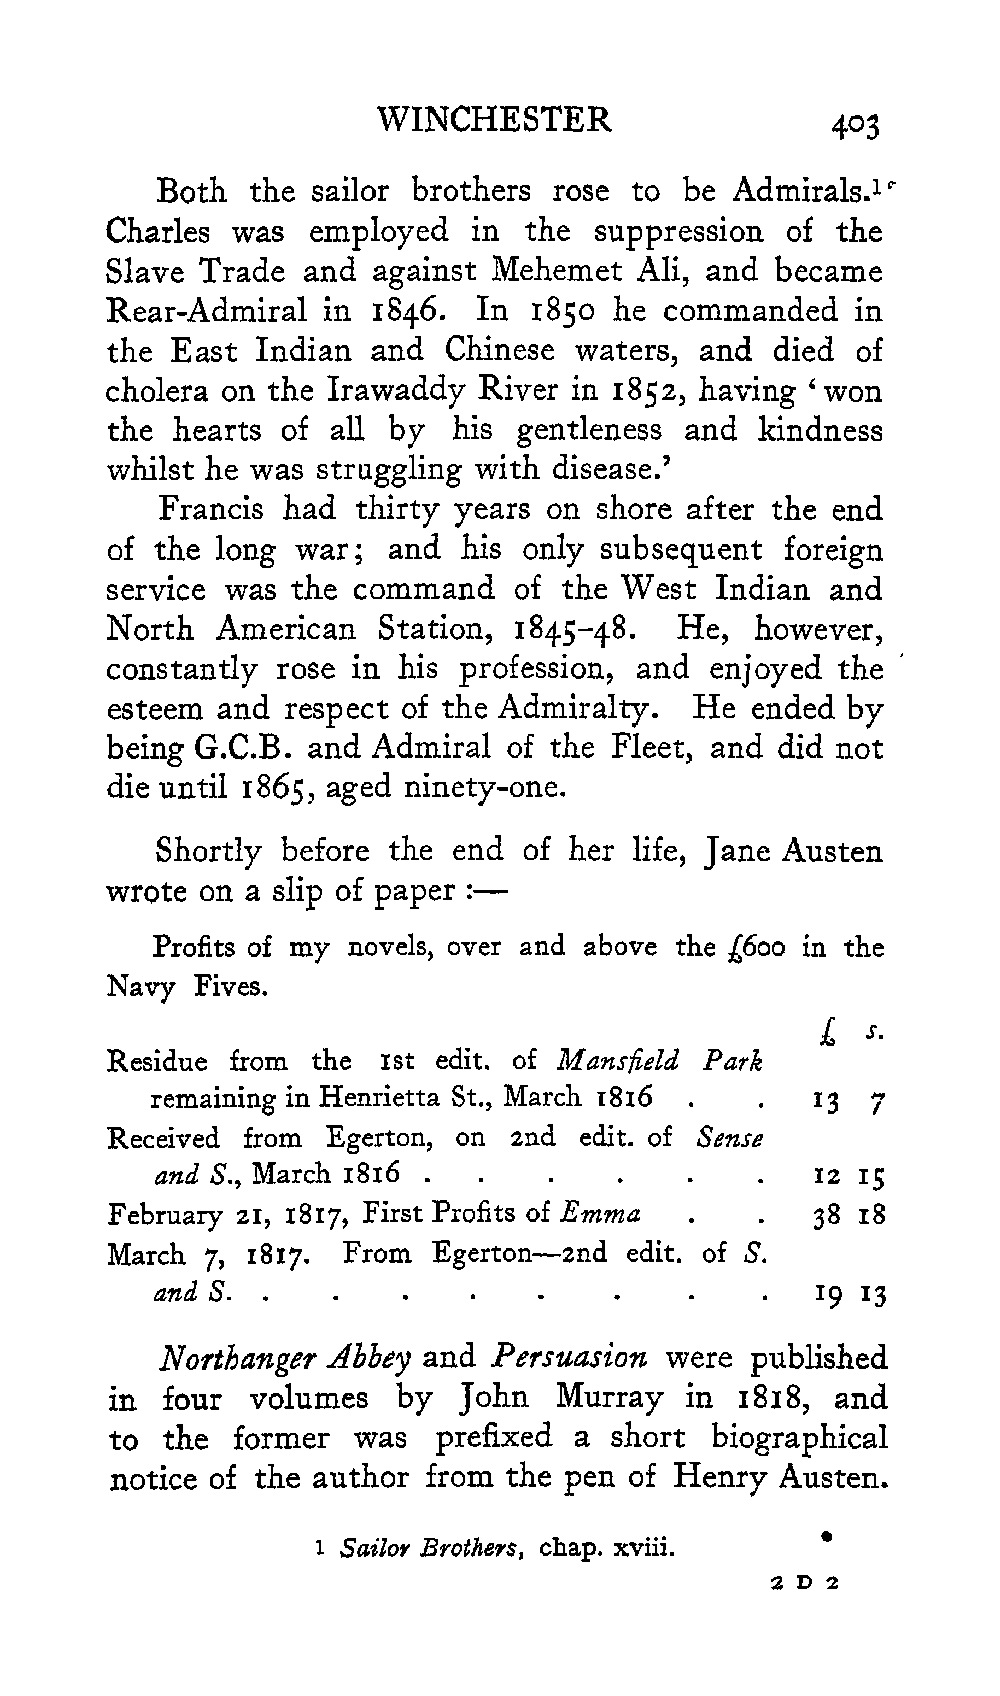 WINCHESTER 403
Both the sailor brothers rose to be Admirals.¹
Charles was employed in the suppression of the
Slave Trade and against Mehemet Ali, and became
Rear-Admiral in 1846. In 1850 he commanded in
the East Indian and Chinese waters, and died of
cholera on the Irawaddy River in 1852, having ‘ won
the hearts of all by his gentleness and kindness
whilst he was struggling with disease.’
Francis had thirty years on shore after the end
of the long war; and his only subsequent foreign
service was the command of the West Indian and
North American Station, 1845–48. He, however,
constantly rose in his profession, and enjoyed the
esteem and respect of the Admiralty. He ended by
being G.C.B. and Admiral of the Fleet, and did not
die until 1865, aged ninety-one.
Shortly before the end of her life, Jane Austen
wrote on a slip of paper :—
Profits of my novels, over and above the £600 in the
Navy Fives.
£ s.
Residue from the 1st edit. of Mansfield Park
remaining in Henrietta St., March 1816 . . 13 7
Received from Egerton, on 2nd edit. of Sense
and S., March 1816 . . . . . . 12 15
February 21, 1817, First Profits of Emma . . 38 18
March 7, 1817. From Egerton—2nd edit. of S.
and S. . . . . . . . . 19 13
Northanger Abbey and Persuasion were published
in four volumes by John Murray in 1818, and
to the former was prefixed a short biographical
notice of the author from the pen of Henry Austen.
1 Sailor Brothers, chap. xviii.
2 D 2